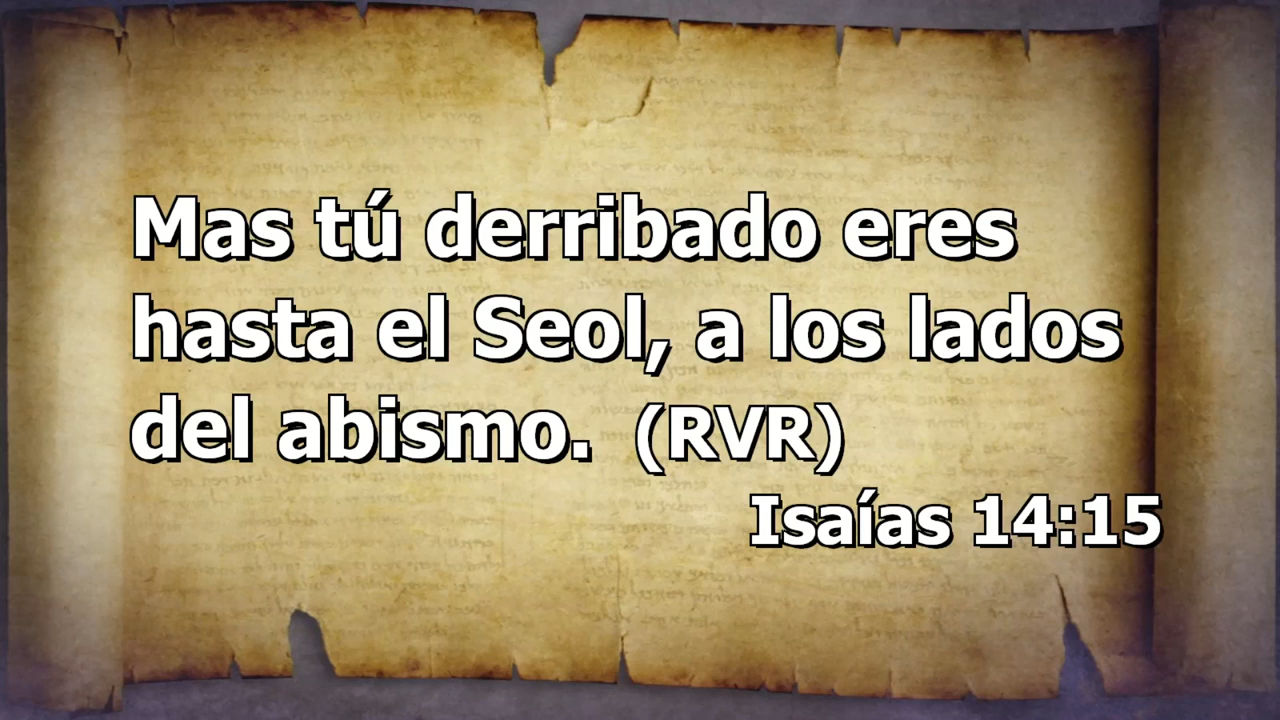 Mas tú derribado eres
hasta el Seol, a los lados
del abismo. (RVR)
Isaías 14:15